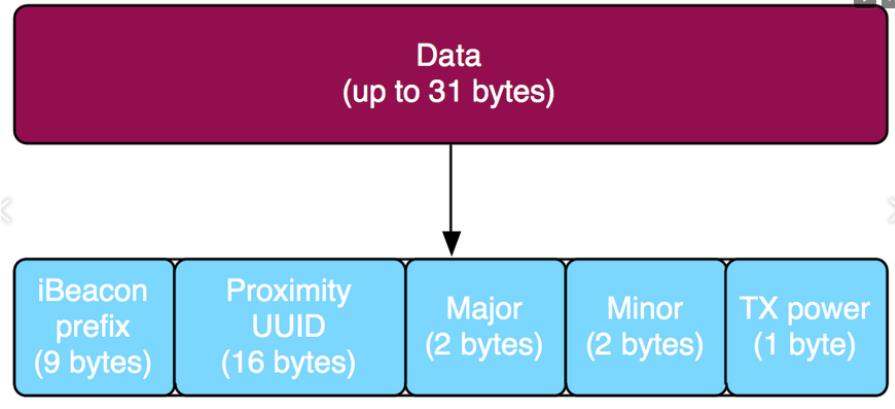 Data
(up to 31 bytes)
iBeacon
prefix
(9 bytes)
Proximity
UUID
(16 bytes)
Major
(2 bytes)
Minor
(2 bytes)
TX power
(1 byte)